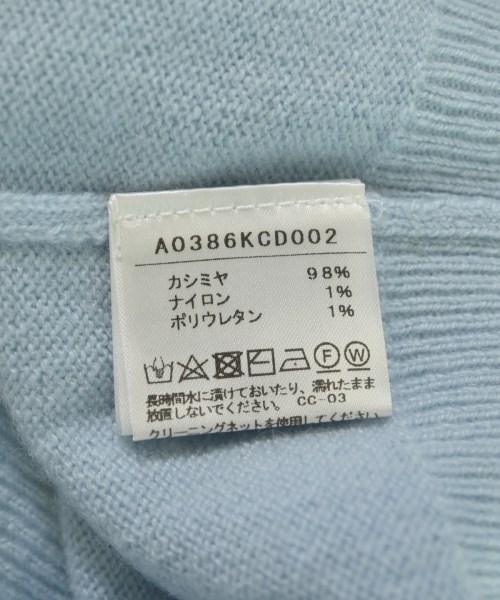 A0386KCD002
カシミヤ 98%
ナイロン 1%
ポリウレタン 1%
F W
長時間水に漬けておいたり、濡れたまま
放置しないでください。 CC-03
クリーニングネットを使用してください